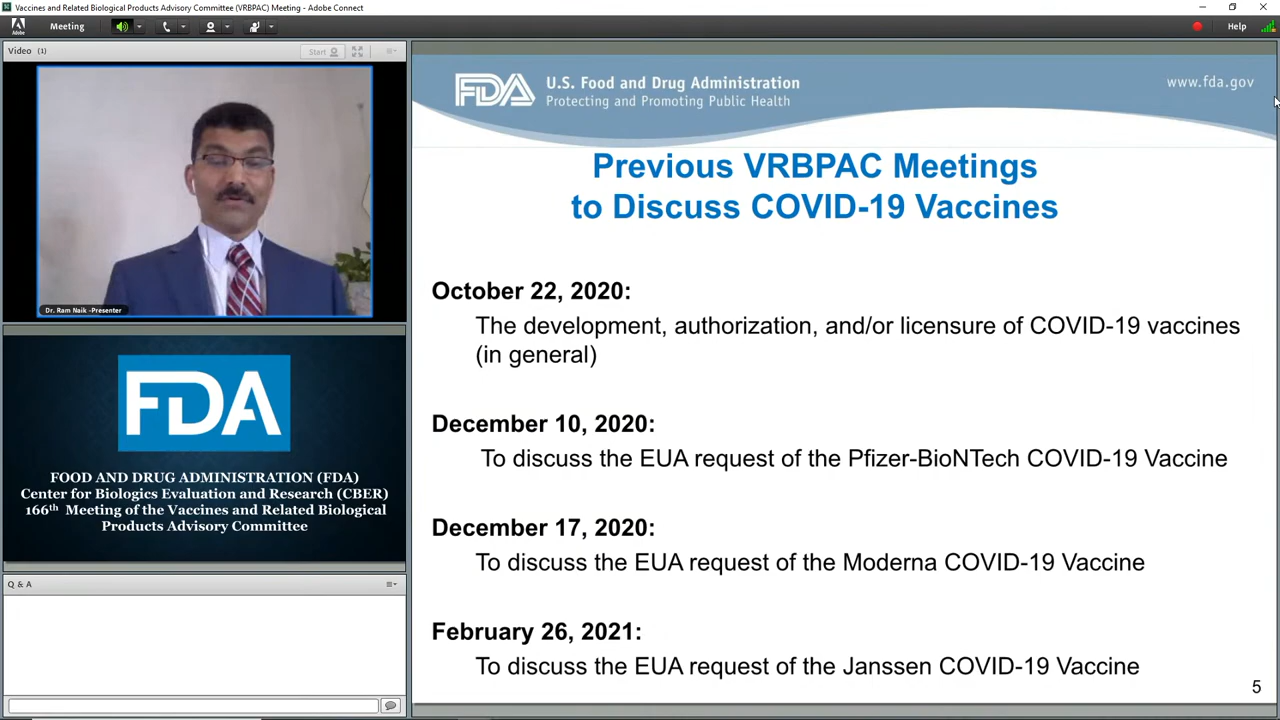 Vaccines and Related Biological Products Advisory Committee (VRBPAC) Meeting - Adobe Connect
Meeting
Help
Video (1)
Start
Dr. Ram Naik -Presenter
FDA
FOOD AND DRUG ADMINISTRATION (FDA)
Center for Biologics Evaluation and Research (CBER)
166th Meeting of the Vaccines and Related Biological
Products Advisory Committee
Q & A
FDA
U.S. Food and Drug Administration
Protecting and Promoting Public Health
www.fda.gov
Previous VRBPAC Meetings
to Discuss COVID-19 Vaccines
October 22, 2020:
The development, authorization, and/or licensure of COVID-19 vaccines
(in general)
December 10, 2020:
To discuss the EUA request of the Pfizer-BioNTech COVID-19 Vaccine
December 17, 2020:
To discuss the EUA request of the Moderna COVID-19 Vaccine
February 26, 2021:
To discuss the EUA request of the Janssen COVID-19 Vaccine
5